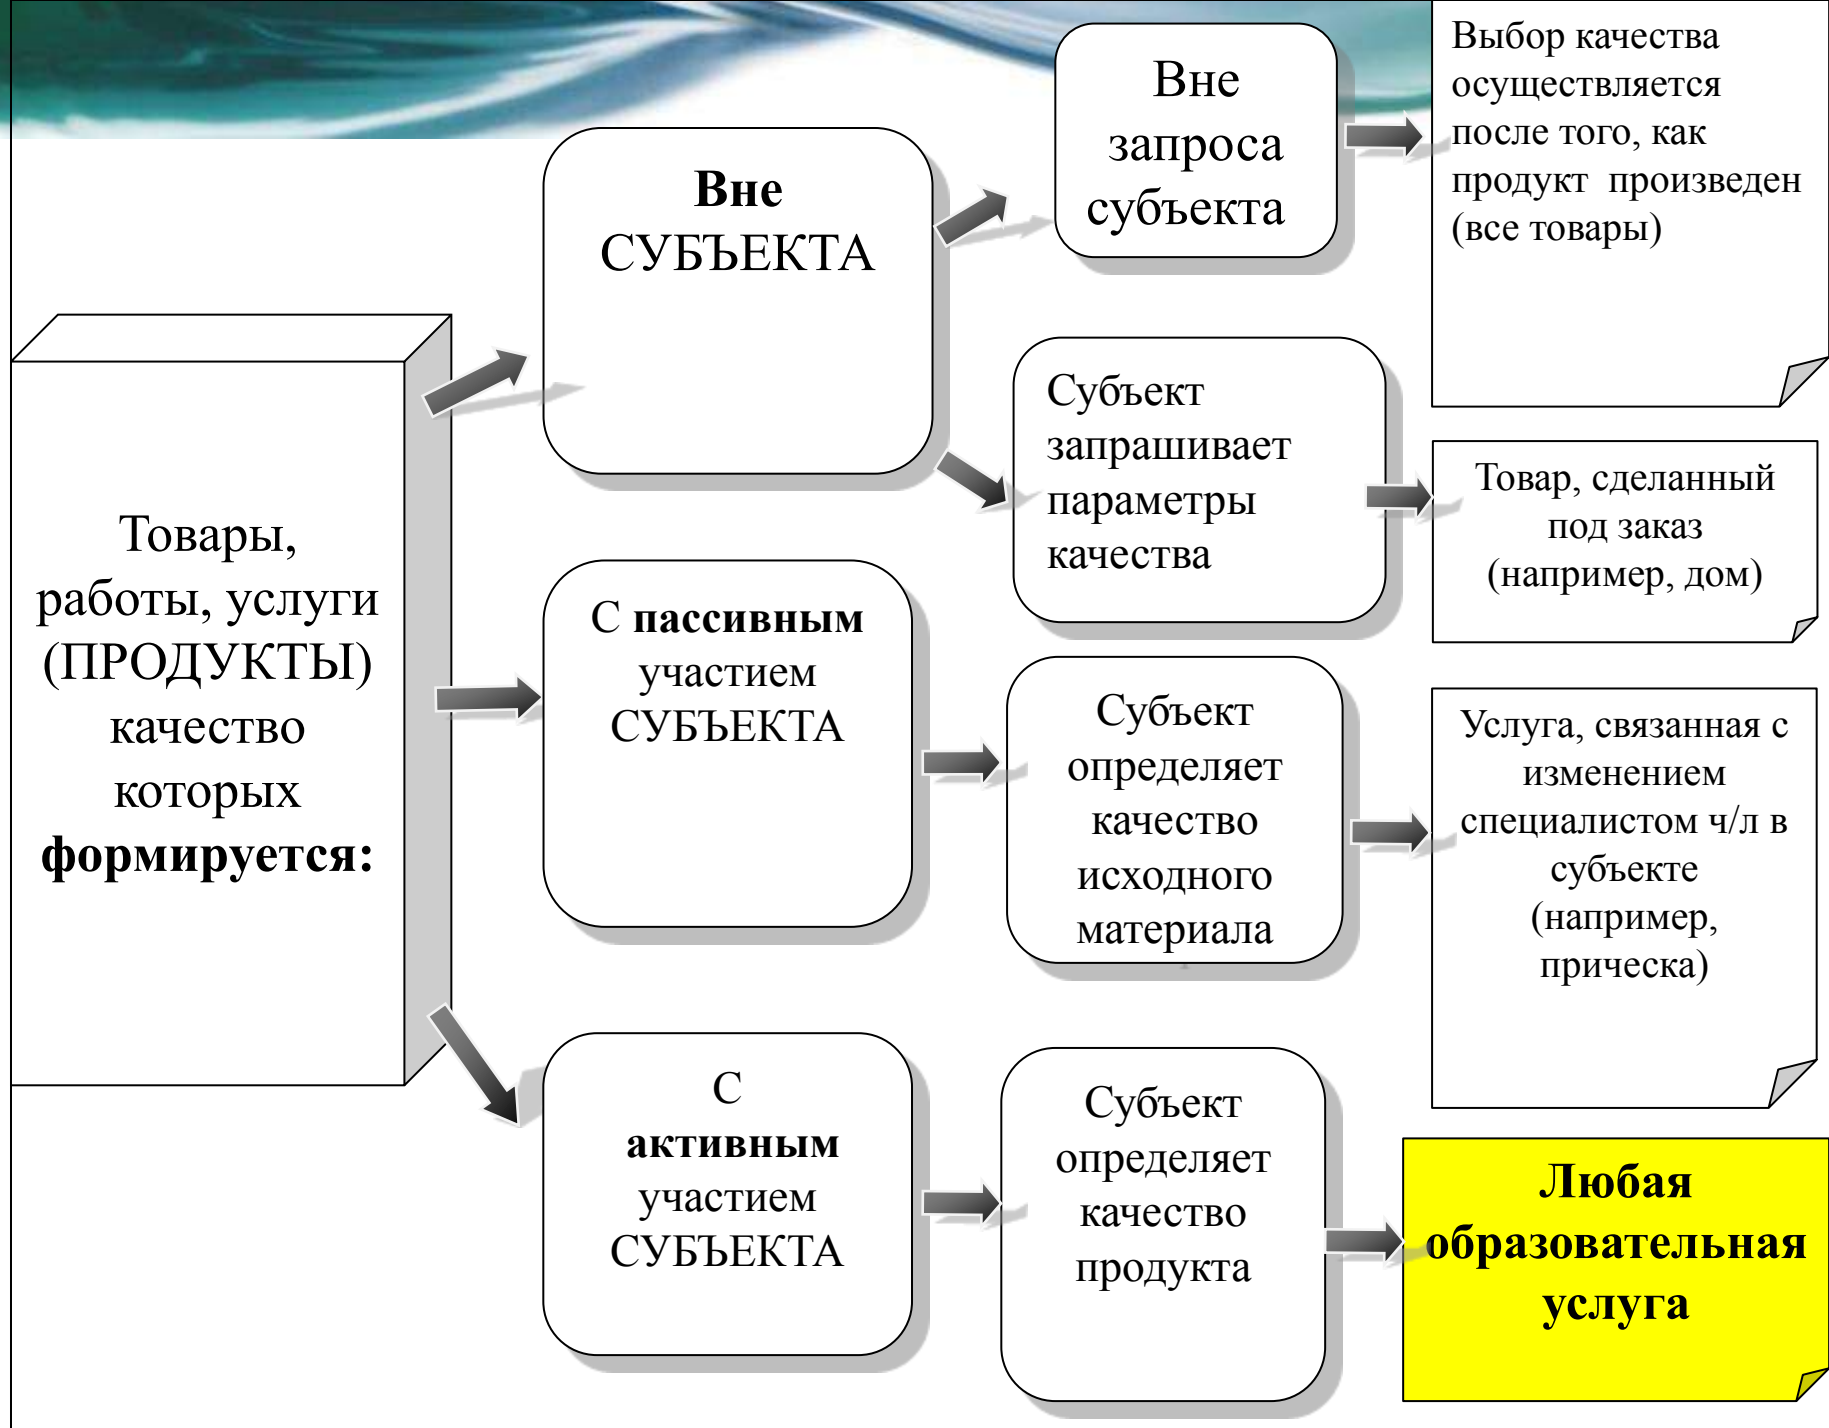 Товары,
работы, услуги
(ПРОДУКТЫ)
качество
которых
формируется:
Вне
СУБЪЕКТА
Вне
запроса
субъекта
Выбор качества
осуществляется
после того, как
продукт произведен
(все товары)
Субъект
запрашивает
параметры
качества
Товар, сделанный
под заказ
(например, дом)
С пассивным
участием
СУБЪЕКТА
Субъект
определяет
качество
исходного
материала
Услуга, связанная с
изменением
специалистом ч/л в
субъекте
(например,
прическа)
С
активным
участием
СУБЪЕКТА
Субъект
определяет
качество
продукта
Любая
образовательная
услуга